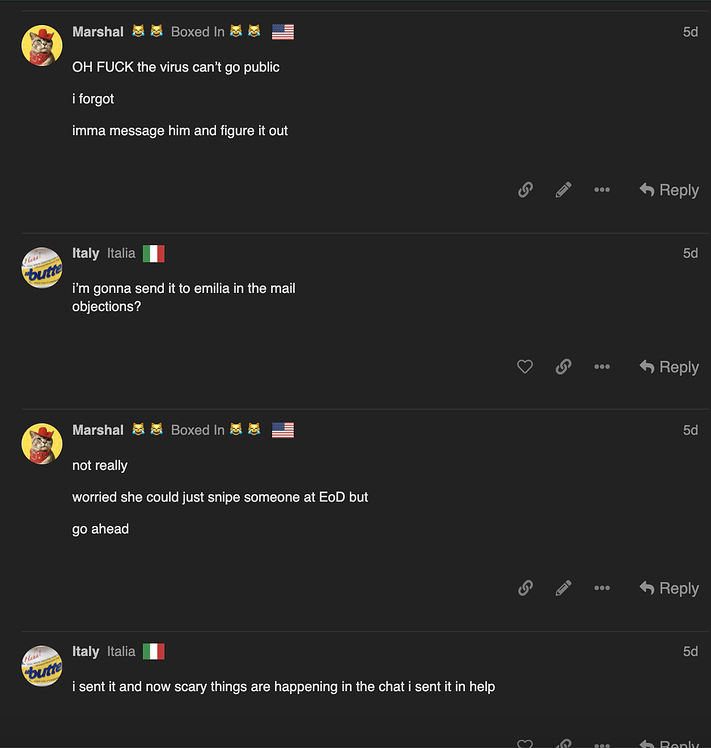 Marshal 😹 😹 Boxed In 😹 😹 🇺🇸 5d
OH FUCK the virus can’t go public
i forgot
imma message him and figure it out
Reply
Italy Italia 🇮🇹 5d
i’m gonna send it to emilia in the mail
objections?
Reply
Marshal 😹 😹 Boxed In 😹 😹 🇺🇸 5d
not really
worried she could just snipe someone at EoD but
go ahead
Reply
Italy Italia 🇮🇹 5d
i sent it and now scary things are happening in the chat i sent it in help
Reply